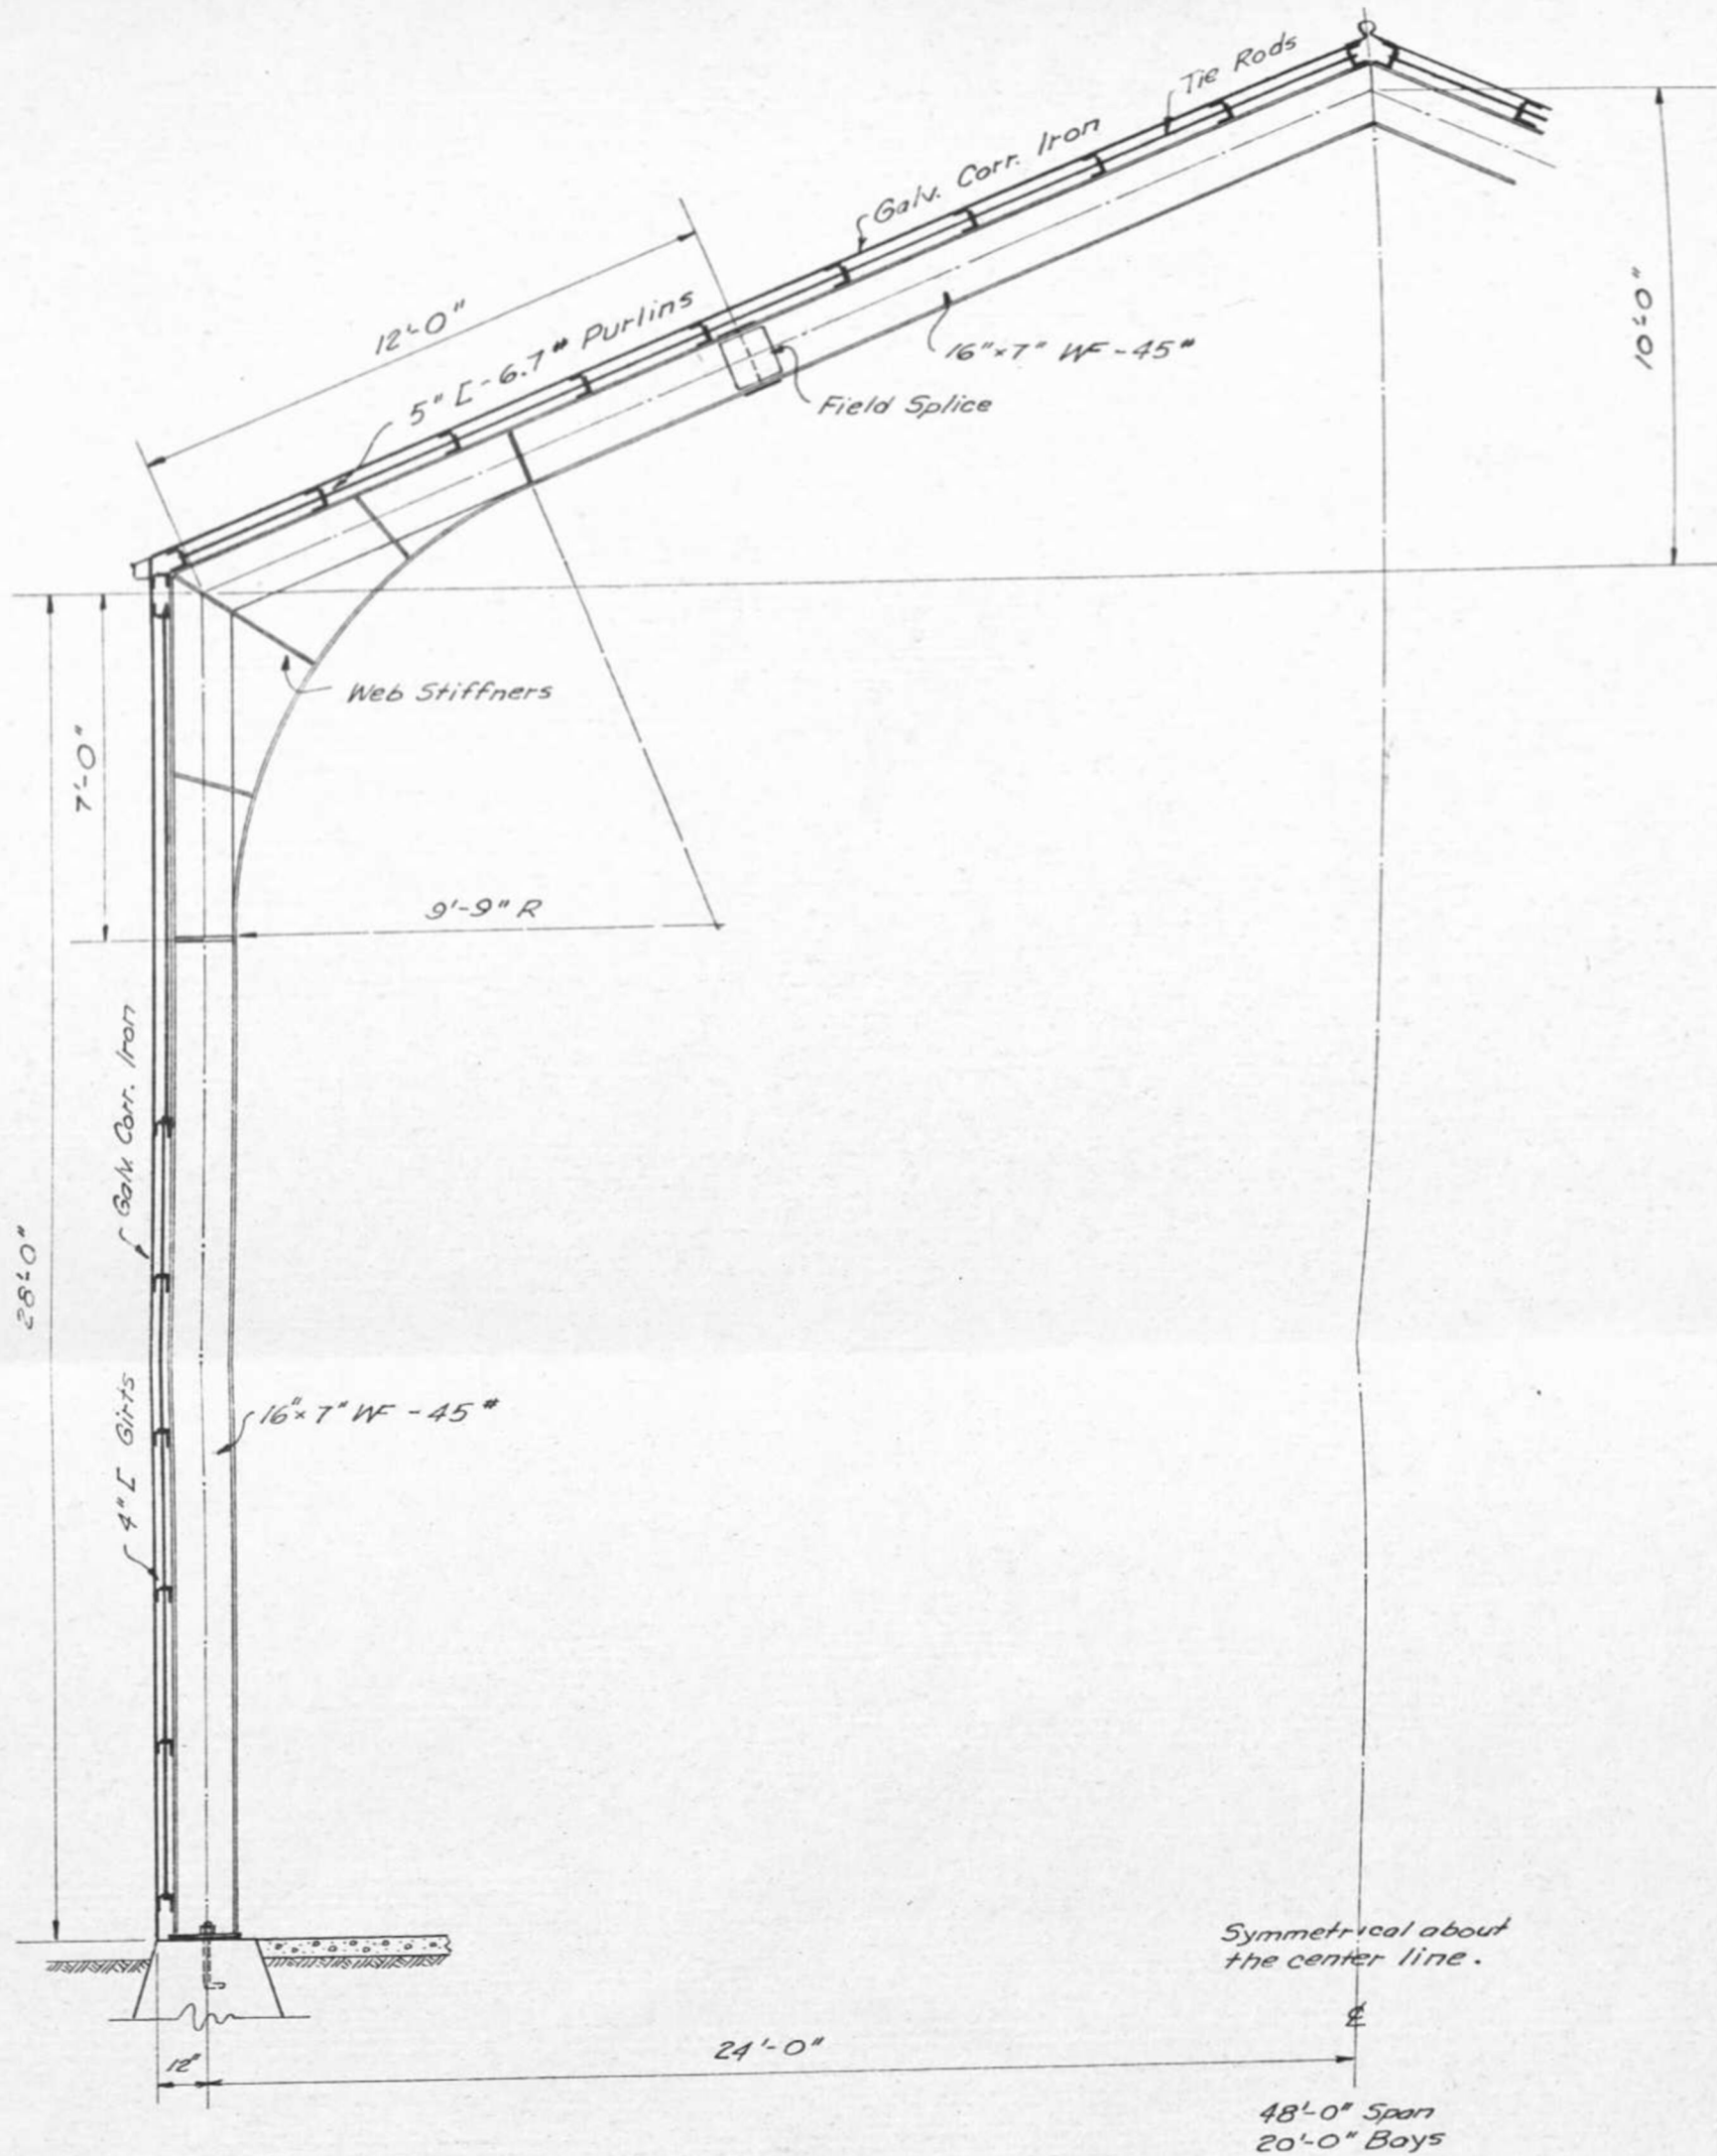 Tie Rods
Galv. Corr. Iron
12'-0"
5" [ - 6.7# Purlins
16"x7" WF - 45#
Field Splice
10'-0"
Web Stiffners
7'-0"
9'-9" R
Galv. Corr. Iron
28'-0"
4" [ Girts
16"x7" WF - 45#
Symmetrical about
the center line.
℄
12"
24'-0"
48'-0" Span
20'-0" Bays